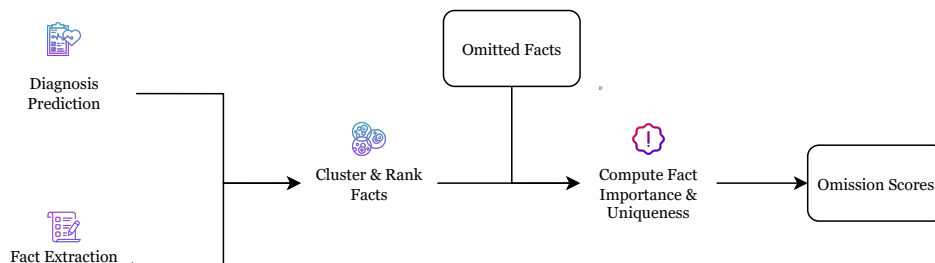 Omitted Facts
Diagnosis
Prediction
Cluster & Rank
Facts
Compute Fact
Importance &
Uniqueness
Omission Scores
Fact Extraction